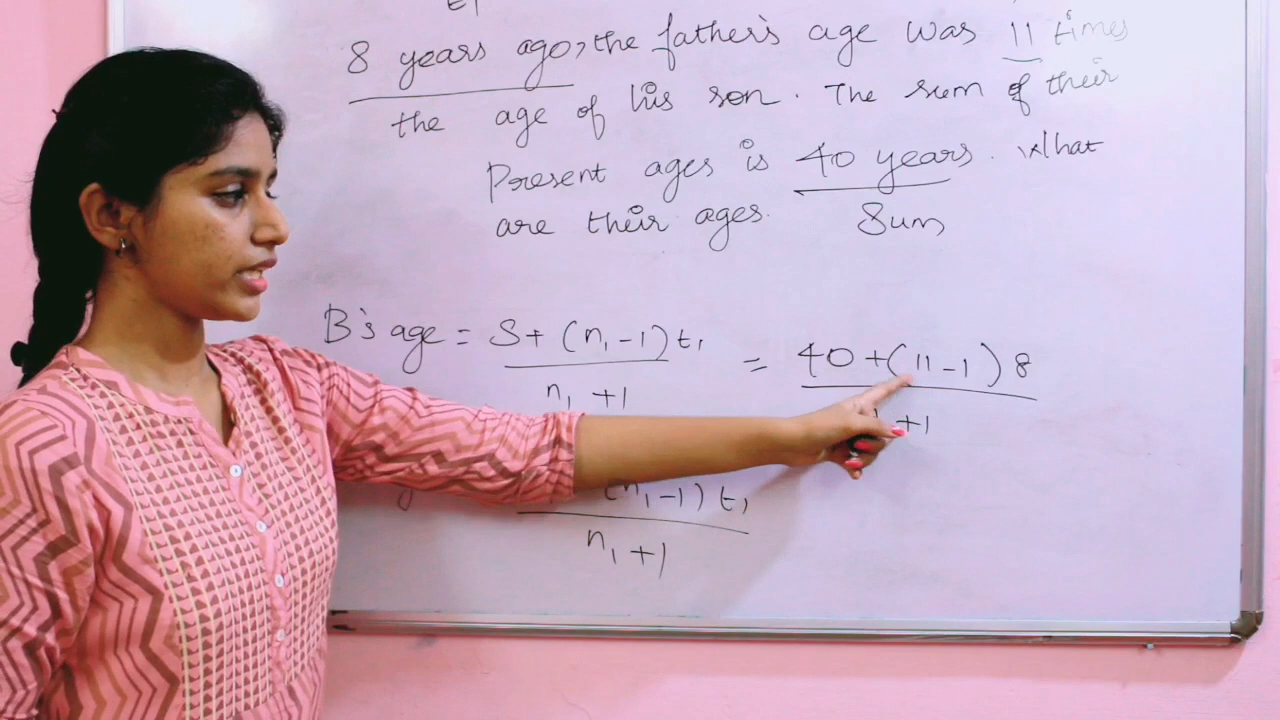 t1
8 years ago, the father's age was 11 times
the age of his son. The sum of their
Present ages is 40 years. What
are their ages.
Sum
B's age = S + (n1 - 1) t1 / n1 + 1 = 40 + (11 - 1) 8 / +1
(n1 - 1) t1 / n1 + 1